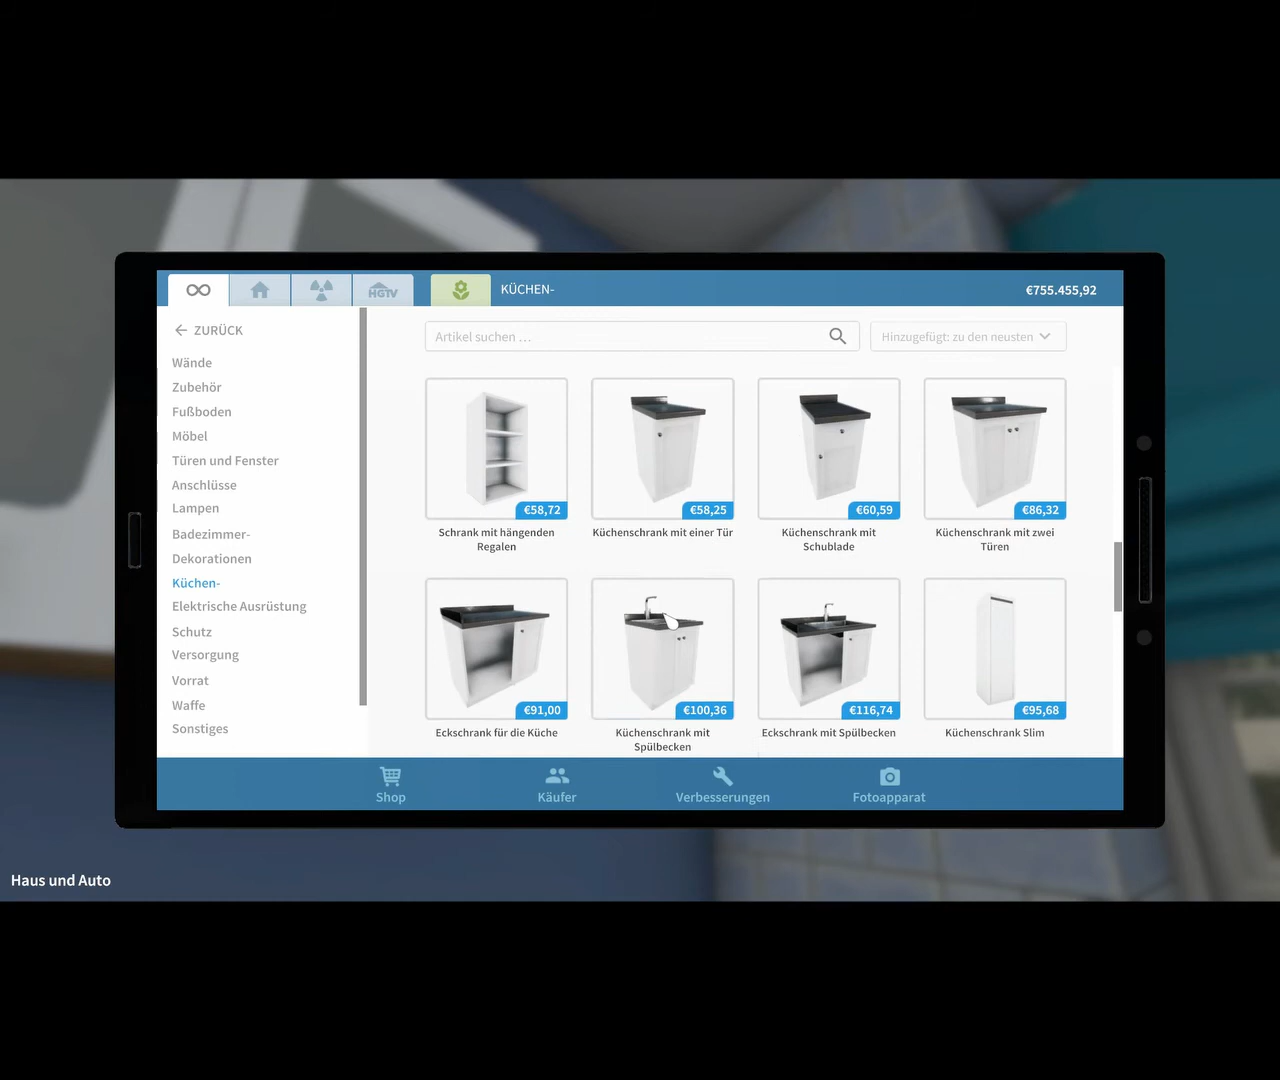 HGTV
KÜCHEN-
€755.455,92
ZURÜCK
Artikel suchen ...
Hinzugefügt: zu den neusten
Wände
Zubehör
Fußboden
Möbel
Türen und Fenster
Anschlüsse
Lampen
Badezimmer-
Dekorationen
Küchen-
Elektrische Ausrüstung
Schutz
Versorgung
Vorrat
Waffe
Sonstiges
€58,72
€58,25
€60,59
€86,32
Schrank mit hängenden
Regalen
Küchenschrank mit einer Tür
Küchenschrank mit
Schublade
Küchenschrank mit zwei
Türen
€91,00
€100,36
€116,74
€95,68
Eckschrank für die Küche
Küchenschrank mit
Spülbecken
Eckschrank mit Spülbecken
Küchenschrank Slim
Shop
Käufer
Verbesserungen
Fotoapparat
Haus und Auto